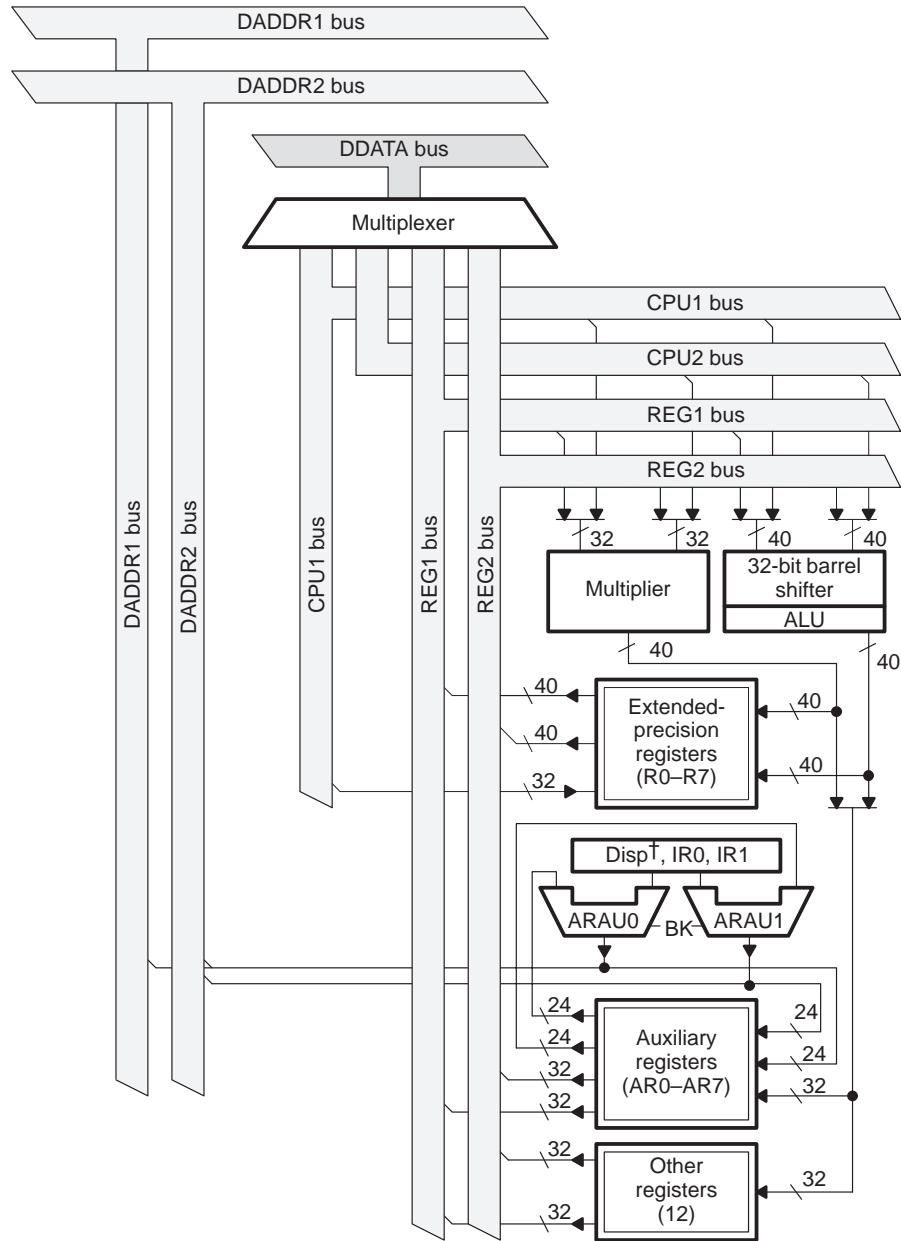 DADDR1 bus
DADDR2 bus
DDATA bus
Multiplexer
CPU1 bus
CPU2 bus
REG1 bus
REG2 bus
DADDR1 bus
DADDR2 bus
CPU1 bus
REG1 bus
REG2 bus
32
32
40
40
Multiplier
32-bit barrel
shifter
ALU
40
40
40
40
32
Extended-
precision
registers
(R0–R7)
40
40
Disp†, IR0, IR1
ARAU0
BK
ARAU1
24
24
32
32
Auxiliary
registers
(AR0–AR7)
24
24
32
32
32
Other
registers
(12)
32